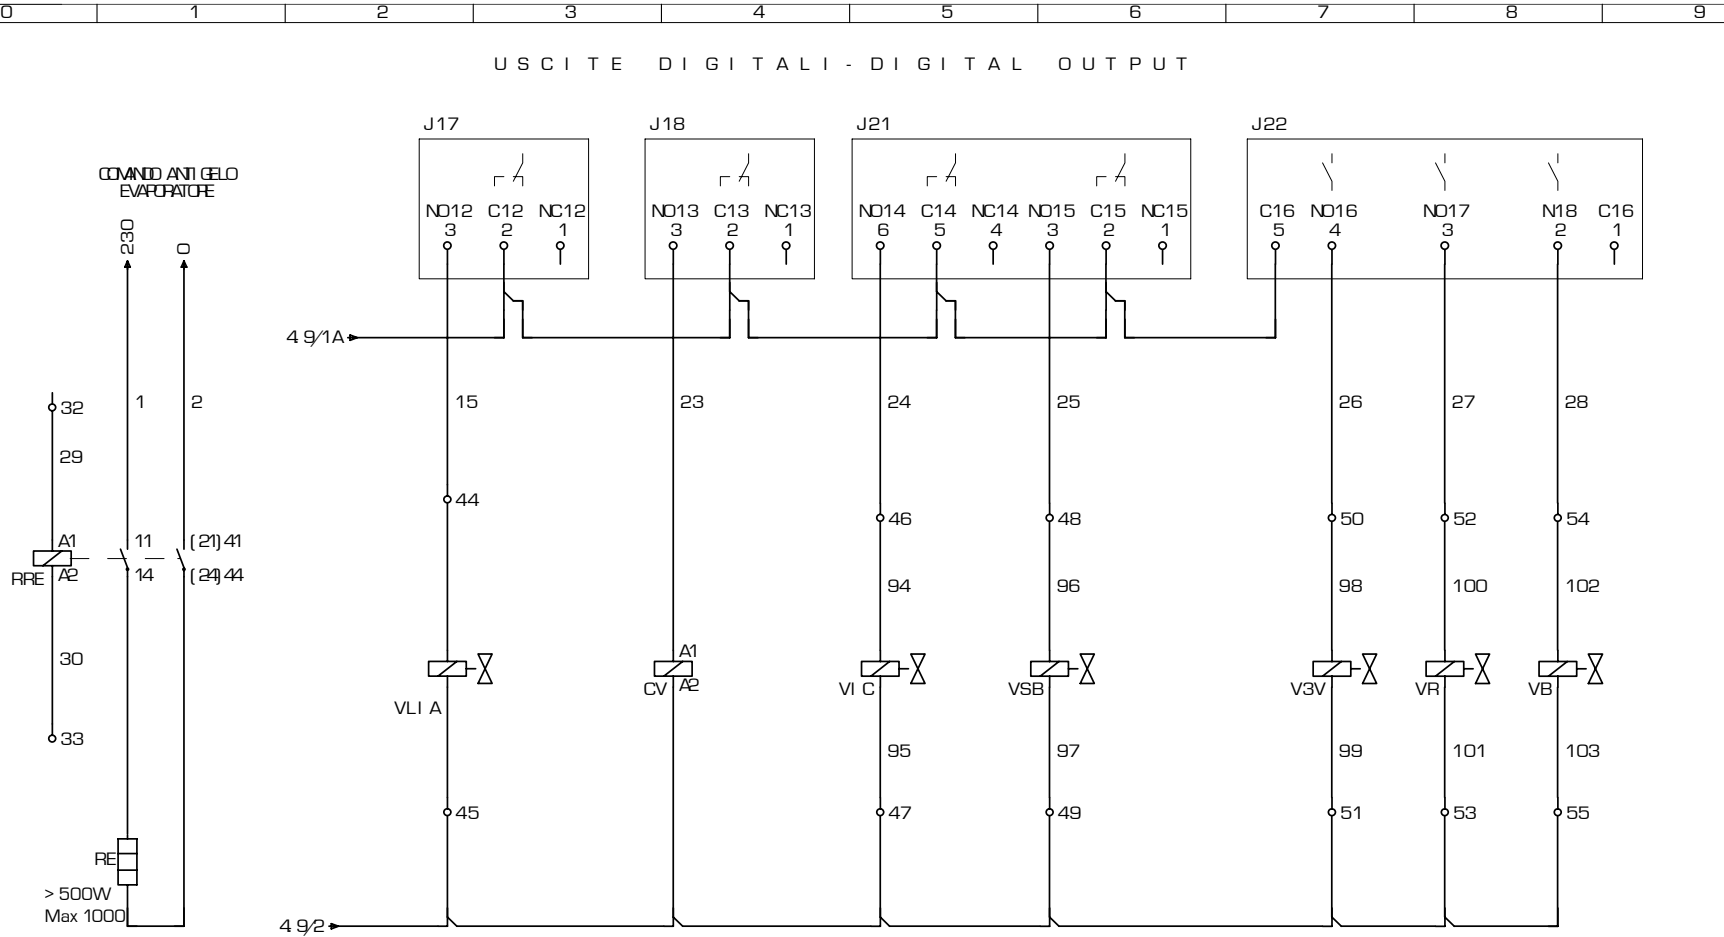 0 1 2 3 4 5 6 7 8 9
USCITE DIGITALI - DIGITAL OUTPUT
J17 J18 J21 J22
COMANDO ANTIGELO
EVAPORATORE
NO12 C12 NC12 NO13 C13 NC13 NO14 C14 NC14 NO15 C15 NC15 C16 NO16 NO17 N18 C16
3 2 1 3 2 1 6 5 4 3 2 1 5 4 3 2 1
230 0
4.9/1A
32 1 2 15 23 24 25 26 27 28
29
44
46 48 50 52 54
A1 11 (21)41
RRE A2 14 (24)44
94 96 98 100 102
30 A1
CV A2 VIC VSB V3V VR VB
VLIA
33
95 97 99 101 103
45 47 49 51 53 55
RE
> 500W
Max 1000
4.9/2